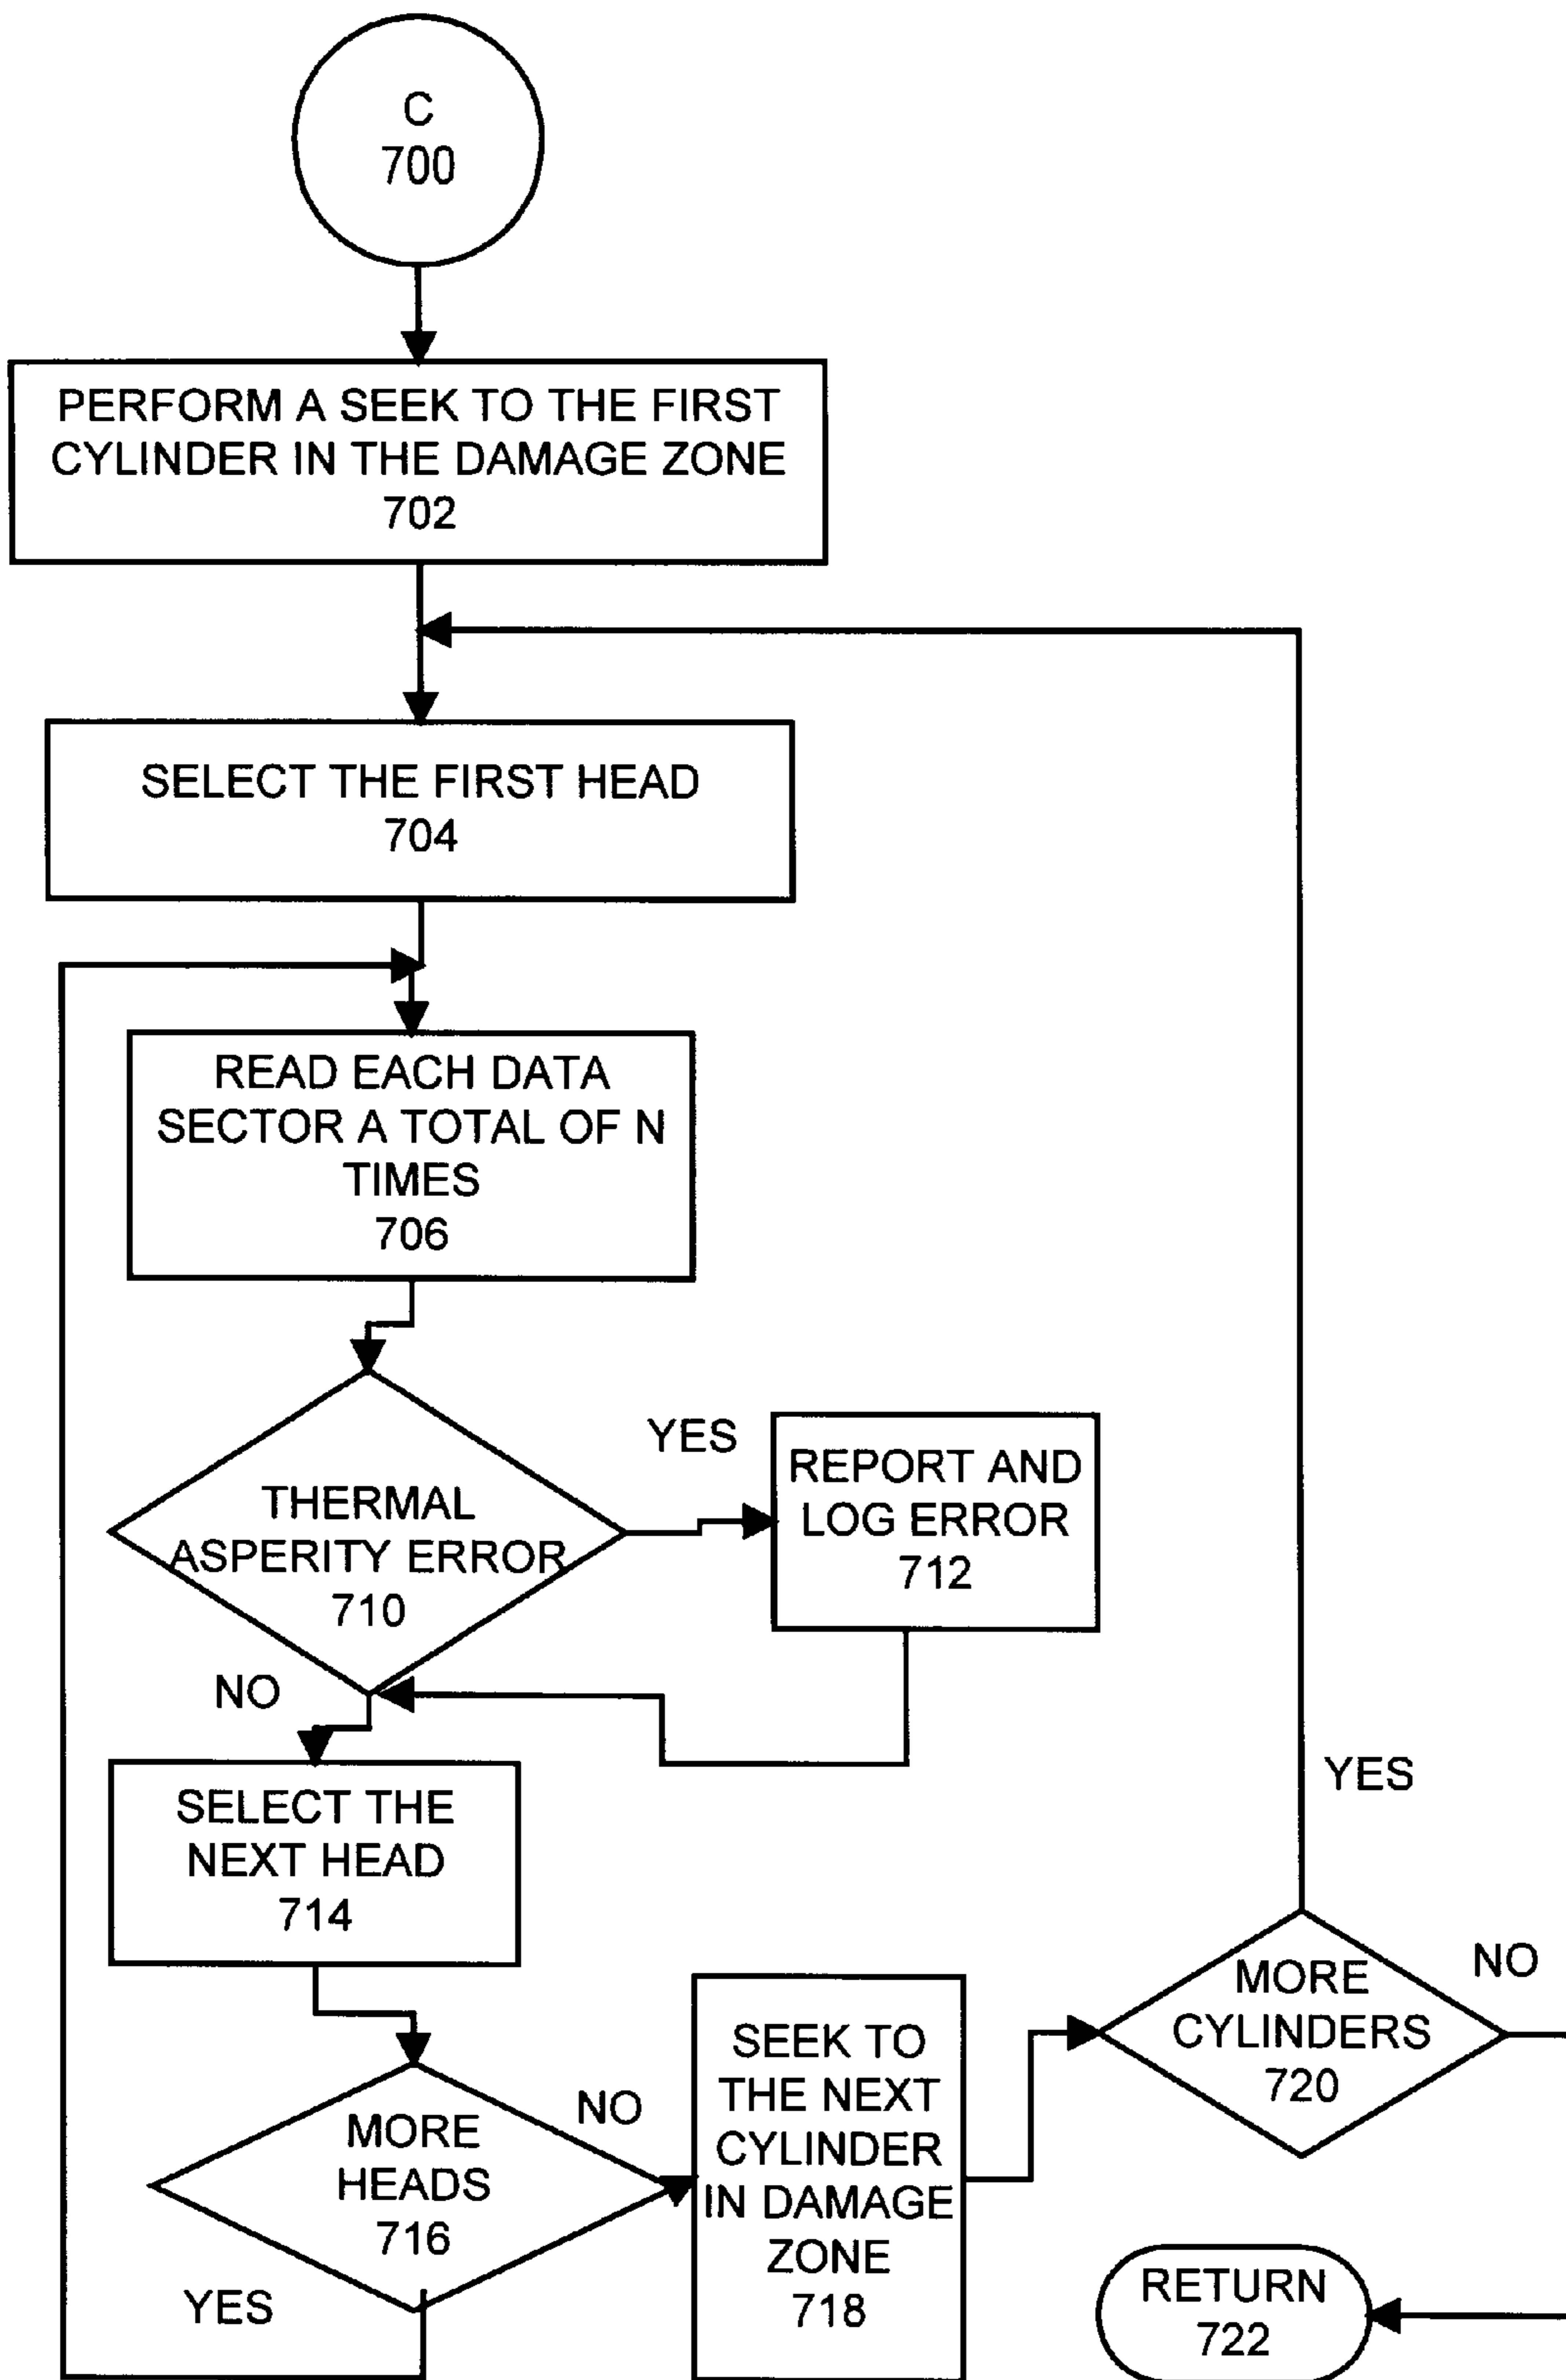 C
700
PERFORM A SEEK TO THE FIRST
CYLINDER IN THE DAMAGE ZONE
702
SELECT THE FIRST HEAD
704
READ EACH DATA
SECTOR A TOTAL OF N
TIMES
706
THERMAL
ASPERITY ERROR
710
YES
REPORT AND
LOG ERROR
712
NO
SELECT THE
NEXT HEAD
714
MORE
HEADS
716
YES
NO
SEEK TO
THE NEXT
CYLINDER
IN DAMAGE
ZONE
718
MORE
CYLINDERS
720
YES
NO
RETURN
722